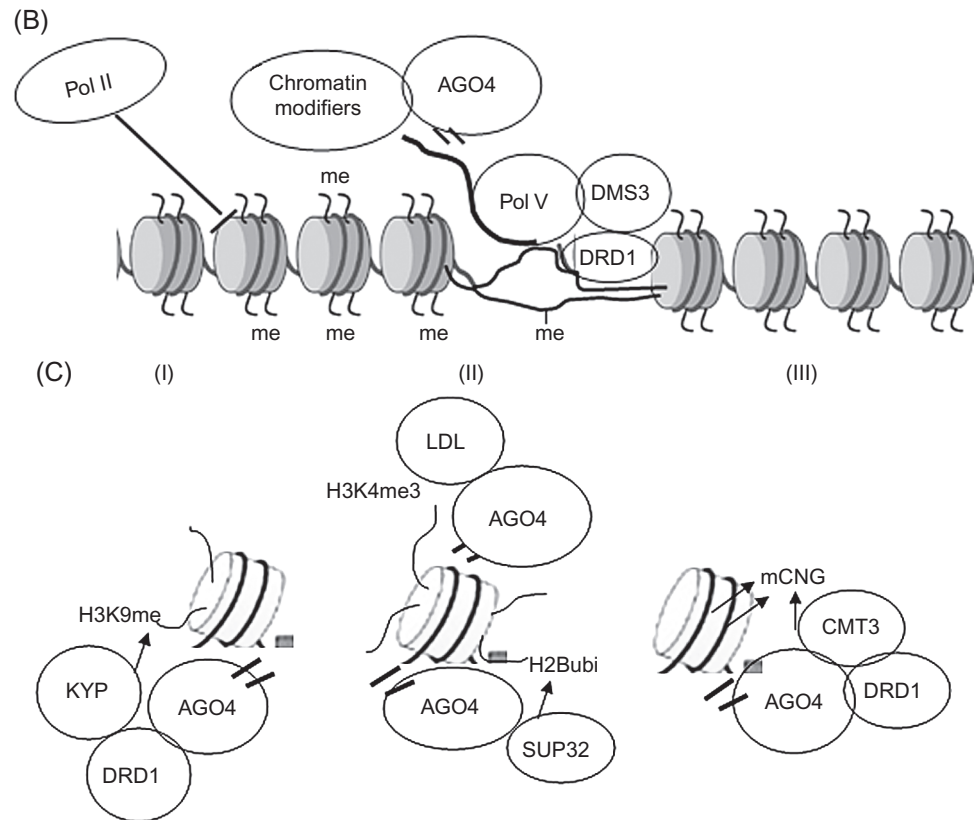 (B)
Pol II
Chromatin
modifiers
AGO4
me
Pol V
DMS3
DRD1
me
me
me
me
(C)
(I)
(II)
(III)
LDL
H3K4me3
AGO4
H3K9me
KYP
AGO4
DRD1
H2Bubi
AGO4
SUP32
mCNG
CMT3
AGO4
DRD1